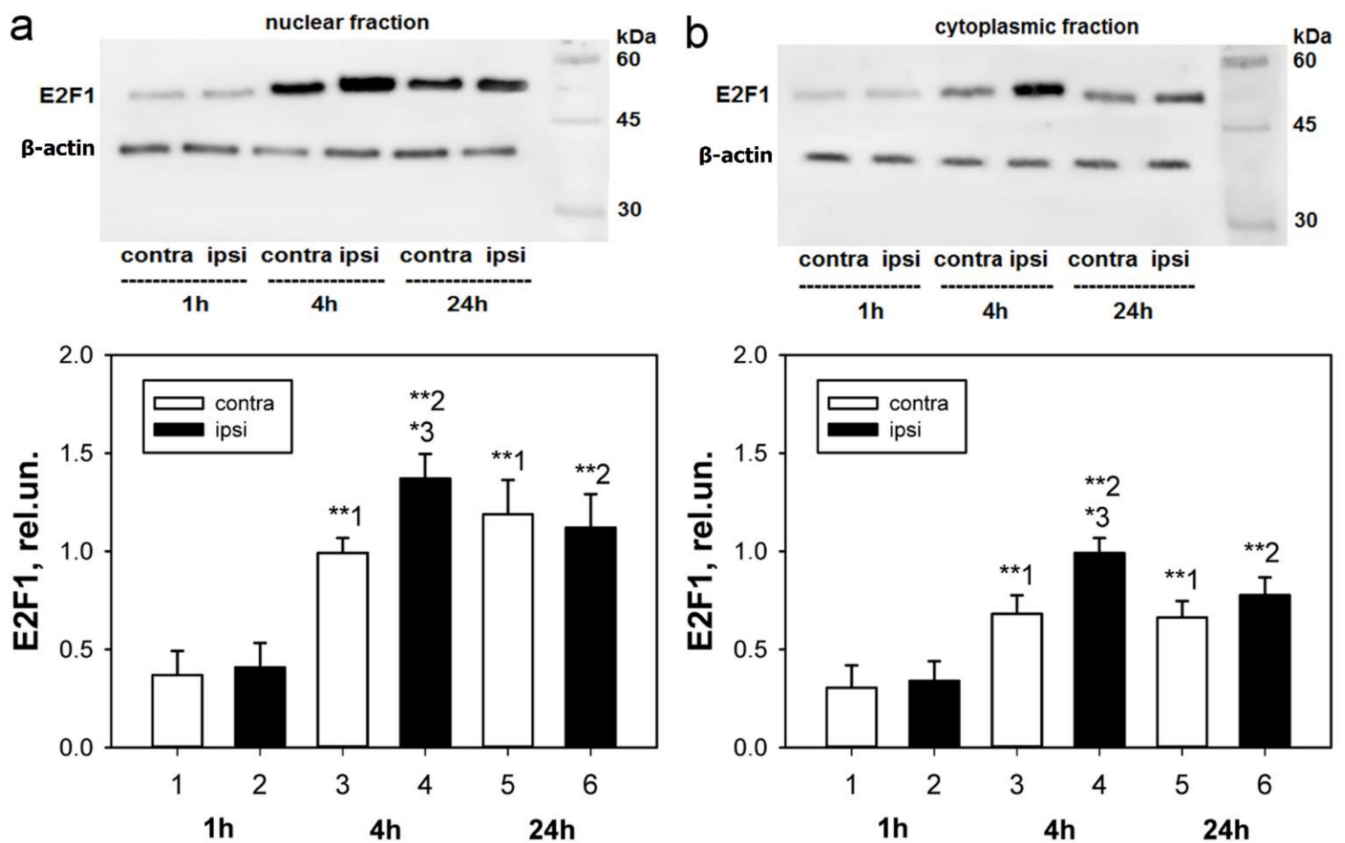 a
nuclear fraction
kDa
60
E2F1
45
β-actin
30
contra ipsi contra ipsi contra ipsi
------------------ ------------------ ------------------
1h 4h 24h
2.0
1.5
1.0
0.5
0.0
E2F1, rel.un.
contra
ipsi
**2
*3
**1
**2
**1
1 2 3 4 5 6
1h 4h 24h
b
cytoplasmic fraction
kDa
60
E2F1
45
β-actin
30
contra ipsi contra ipsi contra ipsi
------------------ ------------------ ------------------
1h 4h 24h
2.0
1.5
1.0
0.5
0.0
E2F1, rel.un.
contra
ipsi
**2
*3
**2
**1
**1
1 2 3 4 5 6
1h 4h 24h